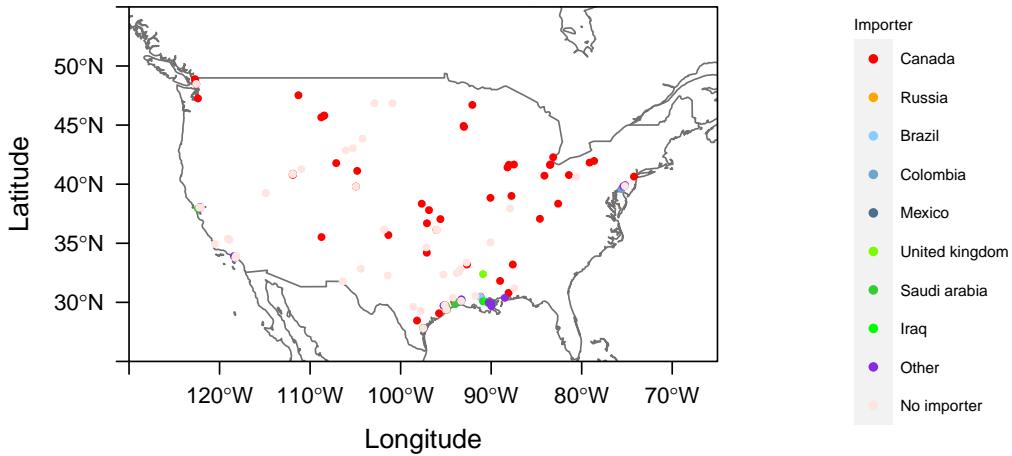 Importer
Canada
Russia
Brazil
Colombia
Mexico
United kingdom
Saudi arabia
Iraq
Other
No importer
50°N
45°N
40°N
35°N
30°N
Latitude
120°W 110°W 100°W 90°W 80°W 70°W
Longitude